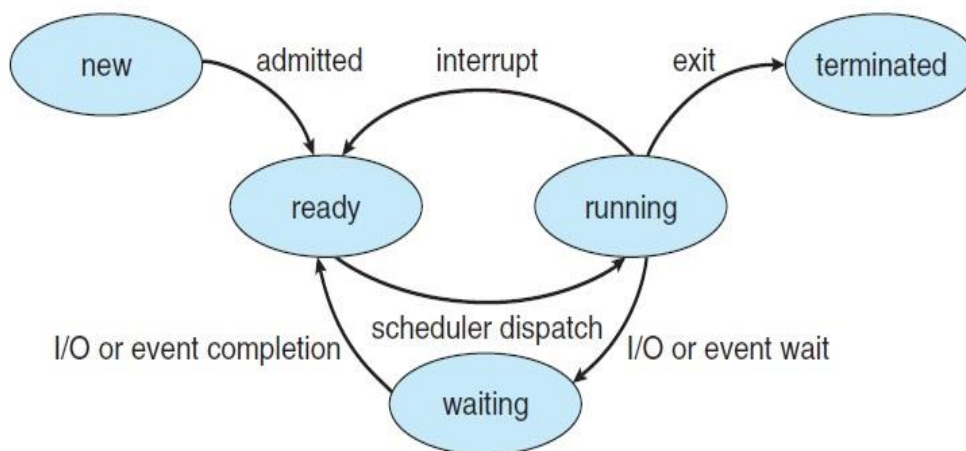 new
admitted
interrupt
exit
terminated
ready
running
I/O or event completion
scheduler dispatch
I/O or event wait
waiting